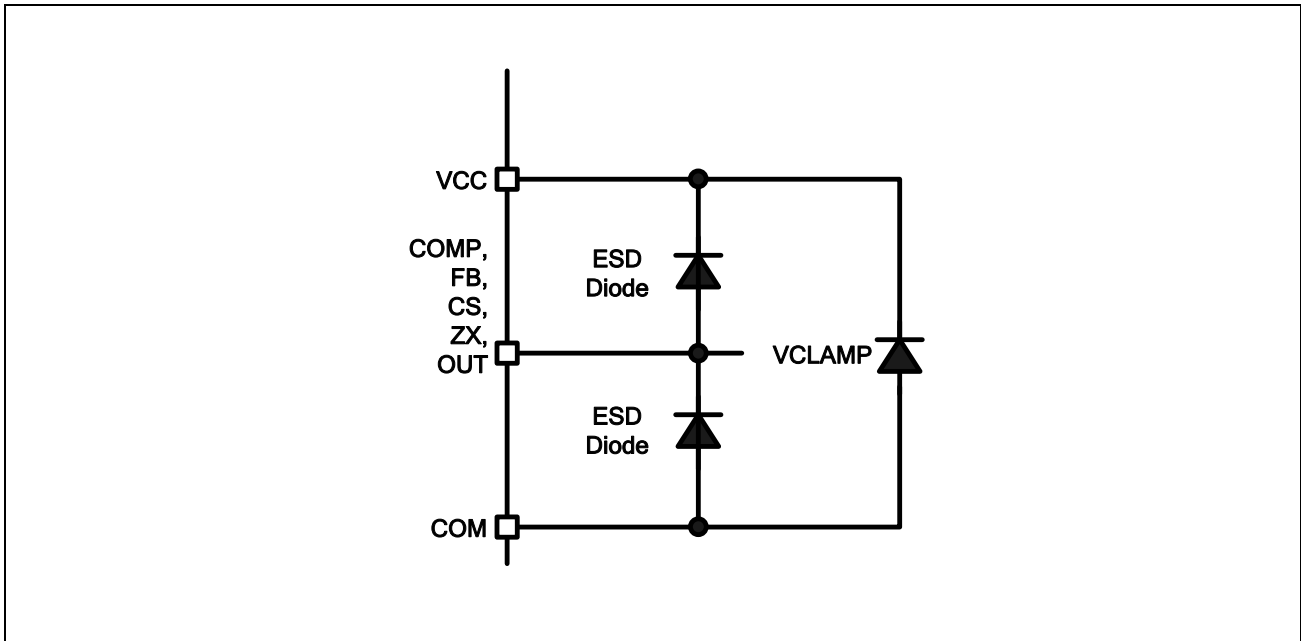 VCC
COMP,
FB,
CS,
ZX,
OUT
ESD
Diode
VCLAMP
ESD
Diode
COM